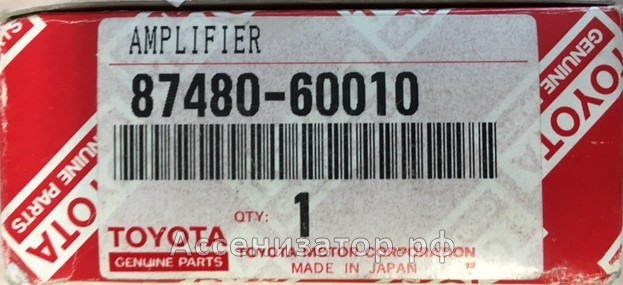 AMPLIFIER
87480-60010
QTY: 1
TOYOTA
GENUINE PARTS
TOYOTA MOTOR CORPORATION
MADE IN JAPAN
Ассенизатор.рф
TOYOTA
GENUINE PARTS
TOYOTA
GENUINE PARTS